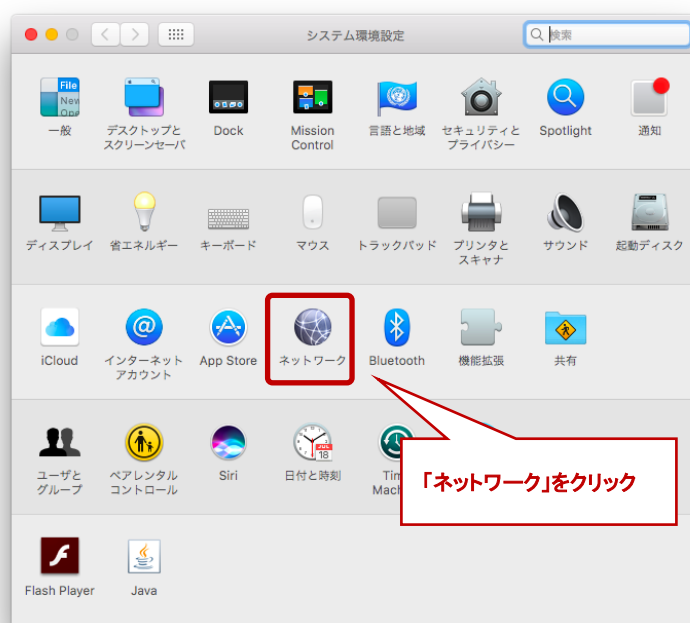 システム環境設定
検索
File
New
Ope
一般
デスクトップと
スクリーンセーバ
Dock
Mission
Control
言語と地域
セキュリティと
プライバシー
Spotlight
通知
ディスプレイ
省エネルギー
キーボード
マウス
トラックパッド
プリンタと
スキャナ
サウンド
起動ディスク
iCloud
@
インターネット
アカウント
App Store
ネットワーク
Bluetooth
機能拡張
共有
ユーザと
グループ
ペアレンタル
コントロール
Siri
JUL
18
日付と時刻
Tim
Mach
「ネットワーク」をクリック
Flash Player
Java